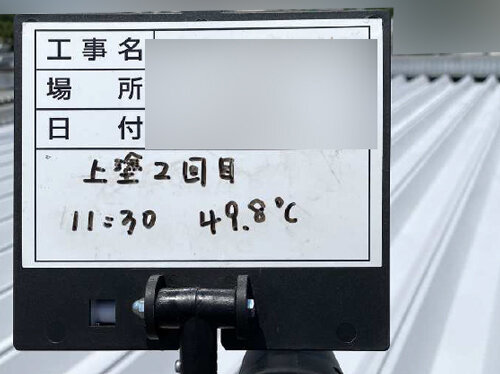 工事名
場所
日付
上塗2回目
11:30 49.8℃